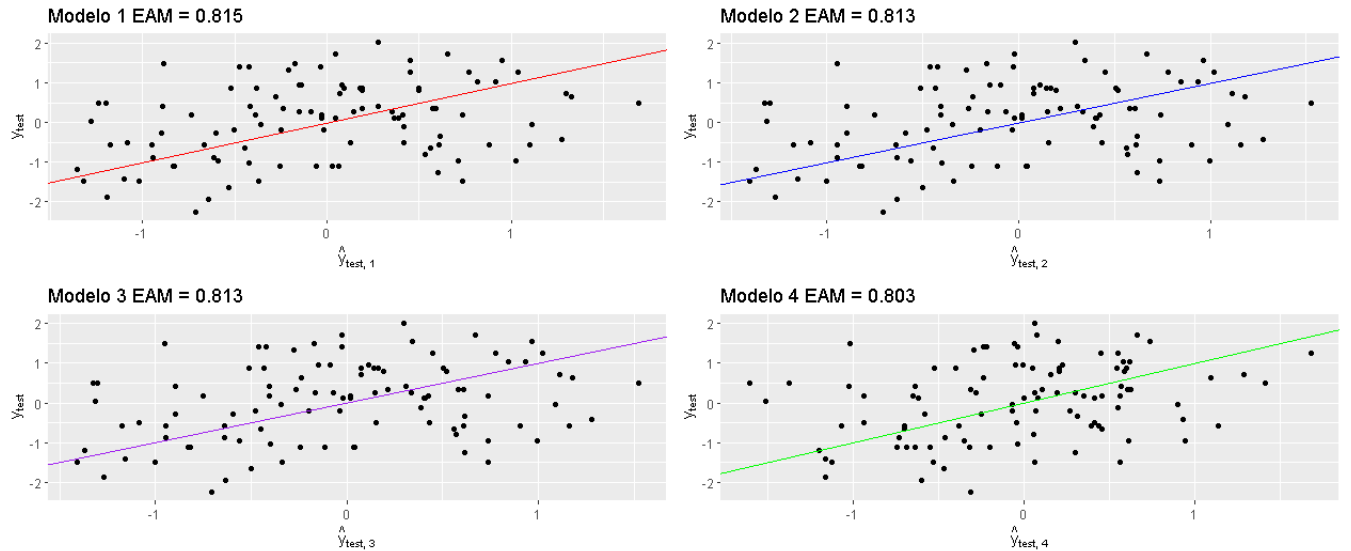 Modelo 1 EAM = 0.815
2
1
0
-1
-2
y_test
-1
0
1
ŷ_test, 1
Modelo 2 EAM = 0.813
2
1
0
-1
-2
y_test
-1
0
1
ŷ_test, 2
Modelo 3 EAM = 0.813
2
1
0
-1
-2
y_test
-1
0
1
ŷ_test, 3
Modelo 4 EAM = 0.803
2
1
0
-1
-2
y_test
-1
0
1
ŷ_test, 4